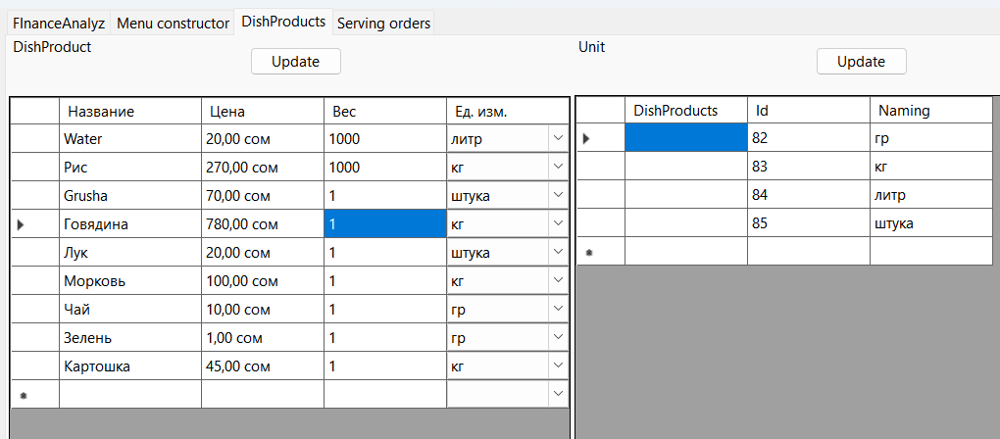 FInanceAnalyz Menu constructor DishProducts Serving orders
DishProduct
Update
Название Цена Вес Ед. изм.
Water 20,00 сом 1000 литр
Рис 270,00 сом 1000 кг
Grusha 70,00 сом 1 штука
Говядина 780,00 сом 1 кг
Лук 20,00 сом 1 штука
Морковь 100,00 сом 1 кг
Чай 10,00 сом 1 гр
Зелень 1,00 сом 1 гр
Картошка 45,00 сом 1 кг
Unit
Update
DishProducts Id Naming
82 гр
83 кг
84 литр
85 штука